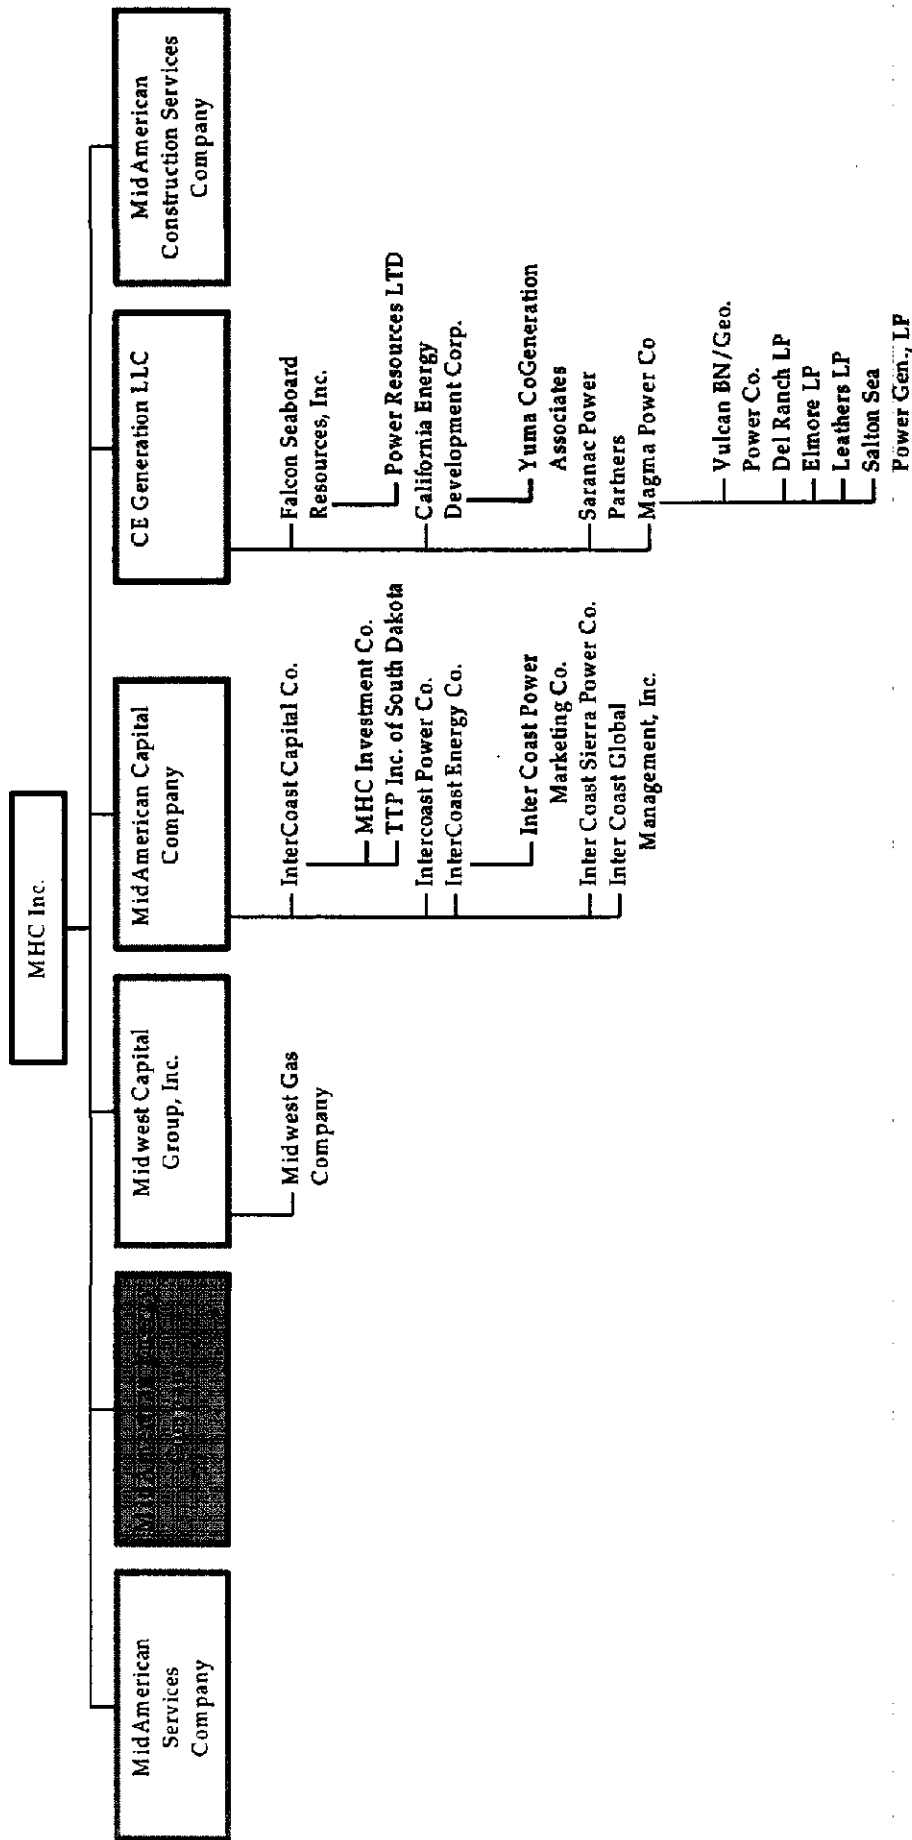 MHC Inc.
MidAmerican
Services
Company
Midwest Capital
Group, Inc.
Midwest Gas
Company
MidAmerican Capital
Company
InterCoast Capital Co.
MHC Investment Co.
TTP Inc. of South Dakota
Intercoast Power Co.
InterCoast Energy Co.
Inter Coast Power
Marketing Co.
Inter Coast Sierra Power Co.
Inter Coast Global
Management, Inc.
CE Generation LLC
Falcon Seaboard
Resources, Inc.
Power Resources LTD
California Energy
Development Corp.
Yuma CoGeneration
Associates
Saranac Power
Partners
Magma Power Co
Vulcan BN/Geo.
Power Co.
Del Ranch LP
Elmore LP
Leathers LP
Salton Sea
Power Gen., LP
MidAmerican
Construction Services
Company